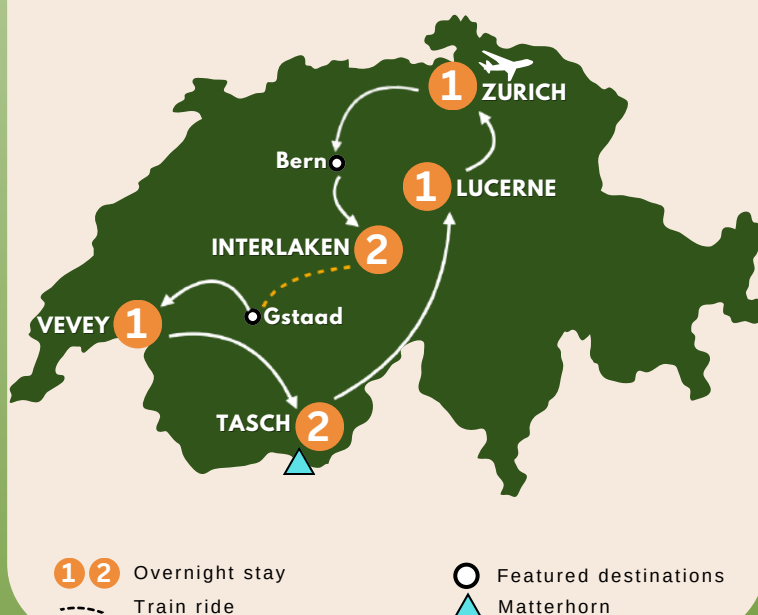 1 ZURICH
Bern
1 LUCERNE
INTERLAKEN 2
Gstaad
VEVEY 1
TASCH 2
1 2 Overnight stay
Featured destinations
Train ride
Matterhorn